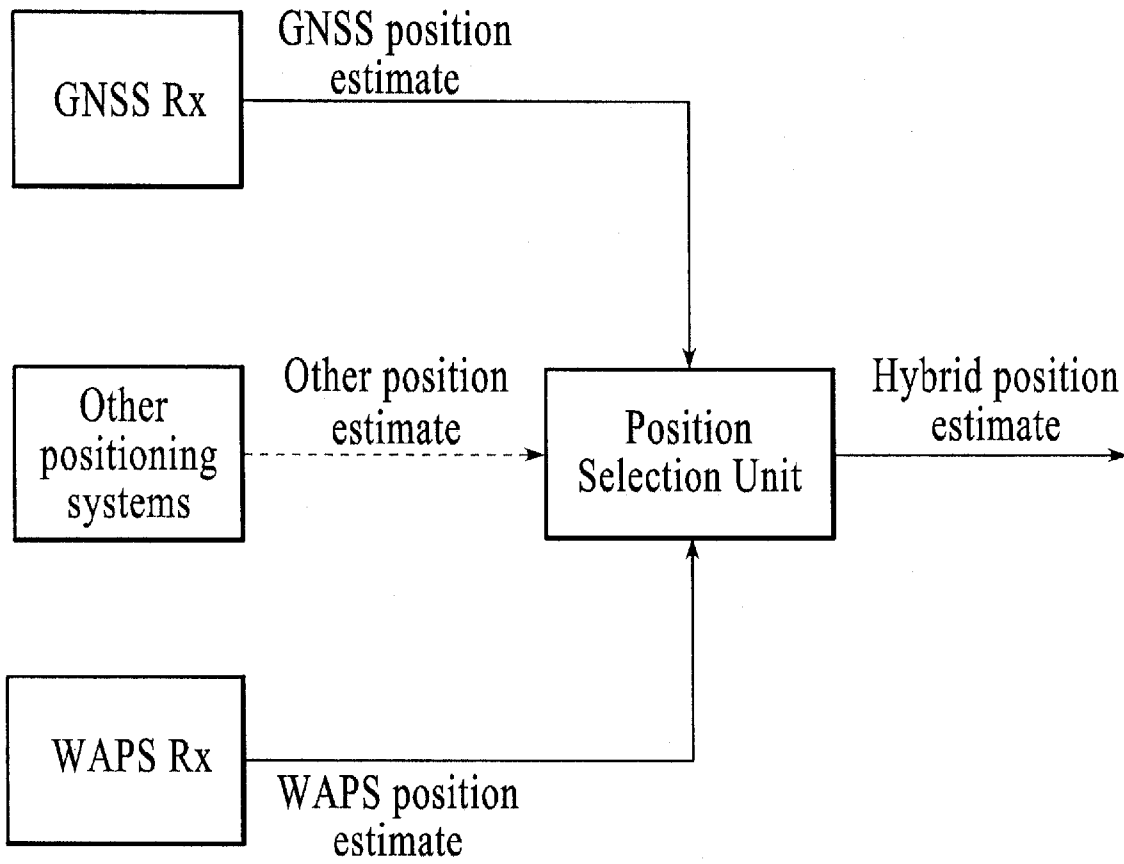 GNSS Rx
GNSS position
estimate
Other
positioning
systems
Other position
estimate
Position
Selection Unit
Hybrid position
estimate
WAPS Rx
WAPS position
estimate